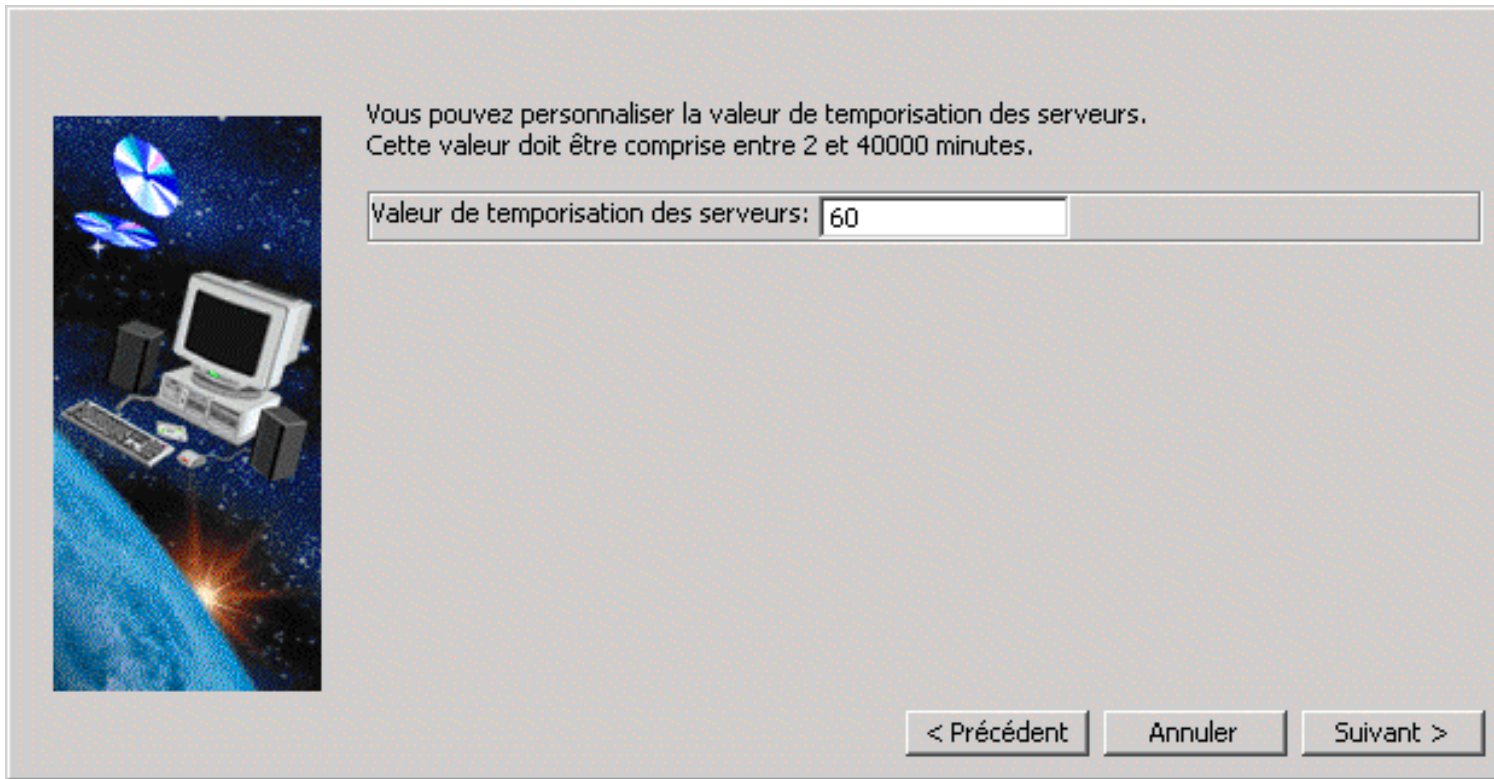 Vous pouvez personnaliser la valeur de temporisation des serveurs.
Cette valeur doit être comprise entre 2 et 40000 minutes.
Valeur de temporisation des serveurs: 60
< Précédent Annuler Suivant >